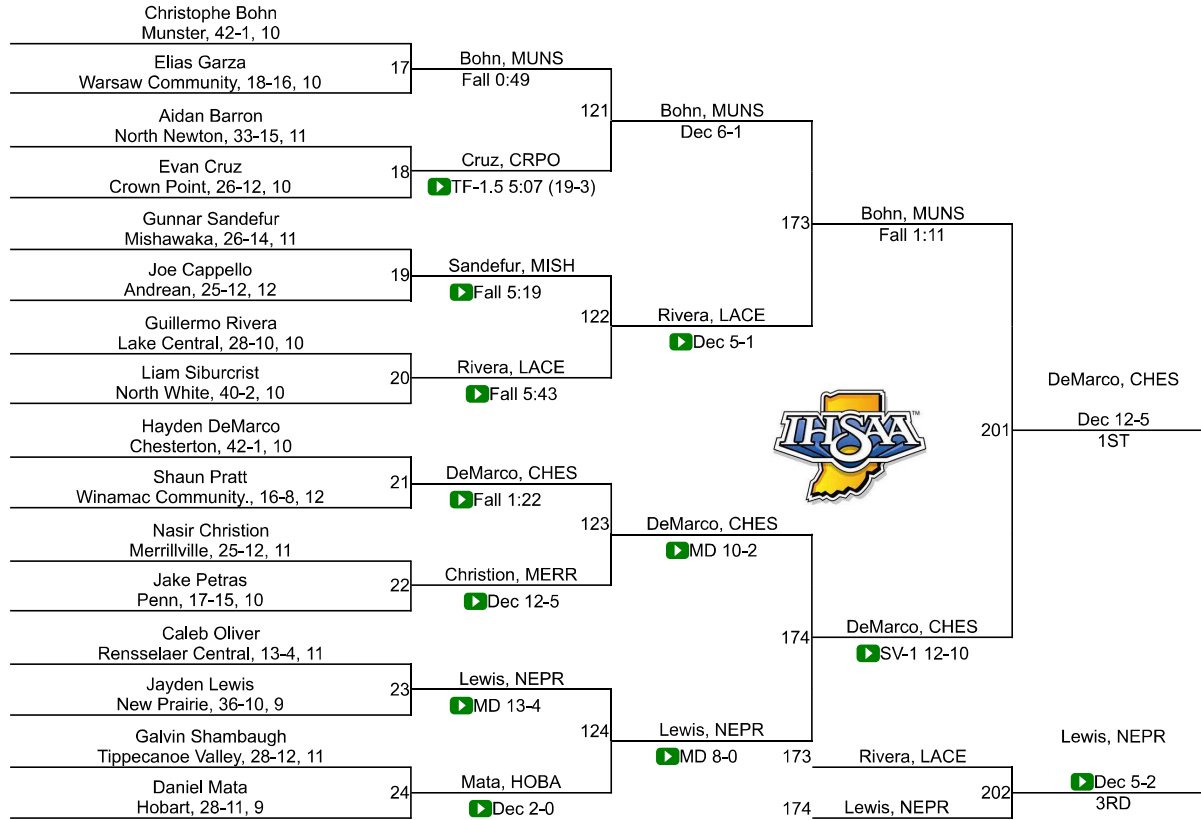 Christophe Bohn
Munster, 42-1, 10
Elias Garza
Warsaw Community, 18-16, 10
17
Bohn, MUNS
Fall 0:49
Aidan Barron
North Newton, 33-15, 11
Evan Cruz
Crown Point, 26-12, 10
18
Cruz, CRPO
TF-1.5 5:07 (19-3)
121
Bohn, MUNS
Dec 6-1
Gunnar Sandefur
Mishawaka, 26-14, 11
Joe Cappello
Andrean, 25-12, 12
19
Sandefur, MISH
Fall 5:19
Guillermo Rivera
Lake Central, 28-10, 10
Liam Siburcrist
North White, 40-2, 10
20
Rivera, LACE
Fall 5:43
122
Rivera, LACE
Dec 5-1
173
Bohn, MUNS
Fall 1:11
Hayden DeMarco
Chesterton, 42-1, 10
Shaun Pratt
Winamac Community., 16-8, 12
21
DeMarco, CHES
Fall 1:22
Nasir Christion
Merrillville, 25-12, 11
Jake Petras
Penn, 17-15, 10
22
Christion, MERR
Dec 12-5
123
DeMarco, CHES
MD 10-2
Caleb Oliver
Rensselaer Central, 13-4, 11
Jayden Lewis
New Prairie, 36-10, 9
23
Lewis, NEPR
MD 13-4
Galvin Shambaugh
Tippecanoe Valley, 28-12, 11
Daniel Mata
Hobart, 28-11, 9
24
Mata, HOBA
Dec 2-0
124
Lewis, NEPR
MD 8-0
174
DeMarco, CHES
SV-1 12-10
IHSAA™
201
DeMarco, CHES
Dec 12-5
1ST
173
Rivera, LACE
174
Lewis, NEPR
202
Lewis, NEPR
Dec 5-2
3RD